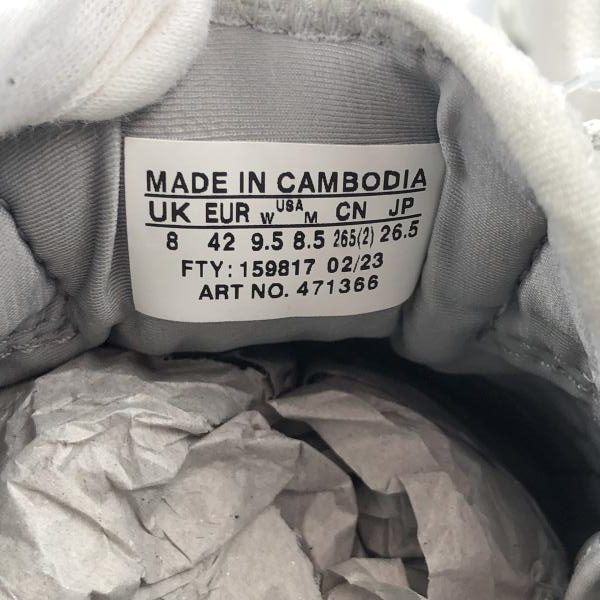 MADE IN CAMBODIA
UK EUR W USA M CN JP
8 42 9.5 8.5 265(2) 26.5
FTY: 159817 02/23
ART NO. 471366